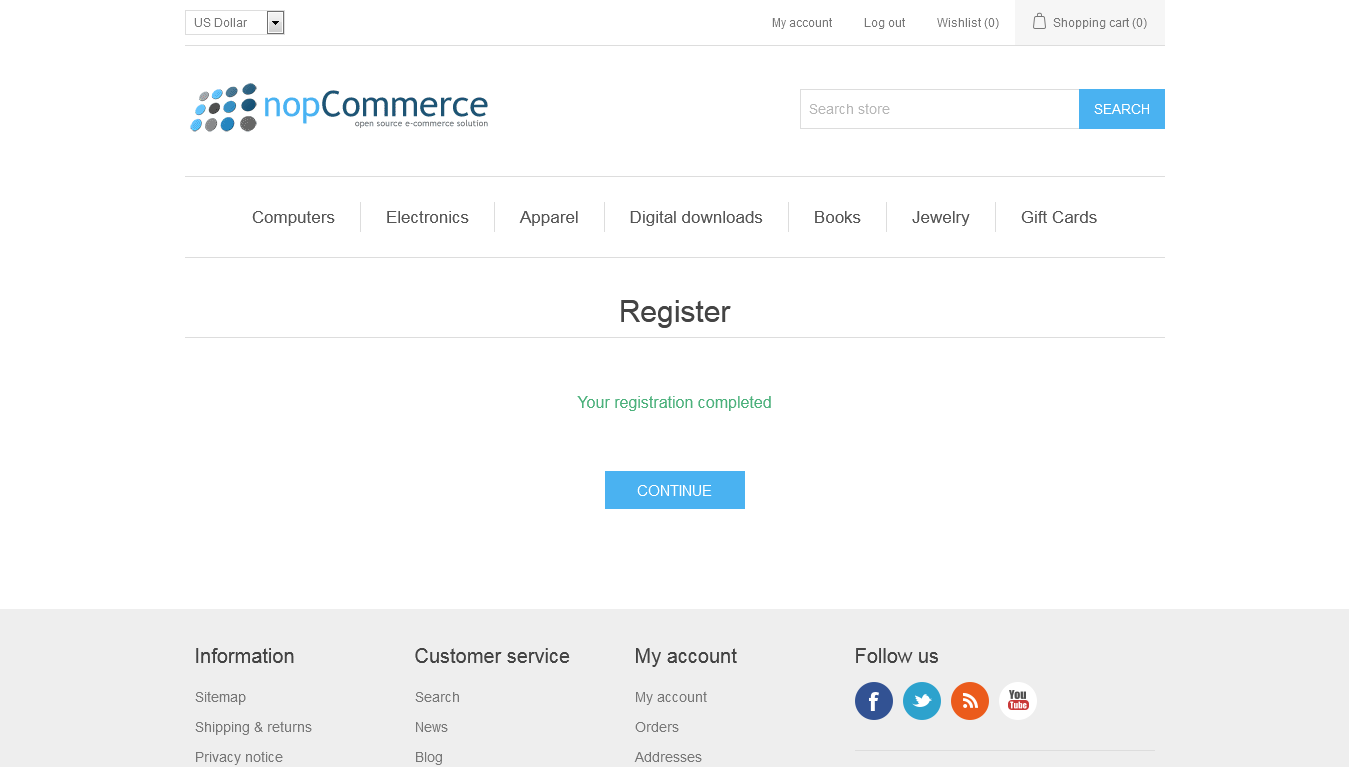 US Dollar
My account
Log out
Wishlist (0)
Shopping cart (0)
nopCommerce
open source e-commerce solution
Search store
SEARCH
Computers
Electronics
Apparel
Digital downloads
Books
Jewelry
Gift Cards
Register
Your registration completed
CONTINUE
Information
Sitemap
Shipping & returns
Privacy notice
Customer service
Search
News
Blog
My account
My account
Orders
Addresses
Follow us
f
You
Tube